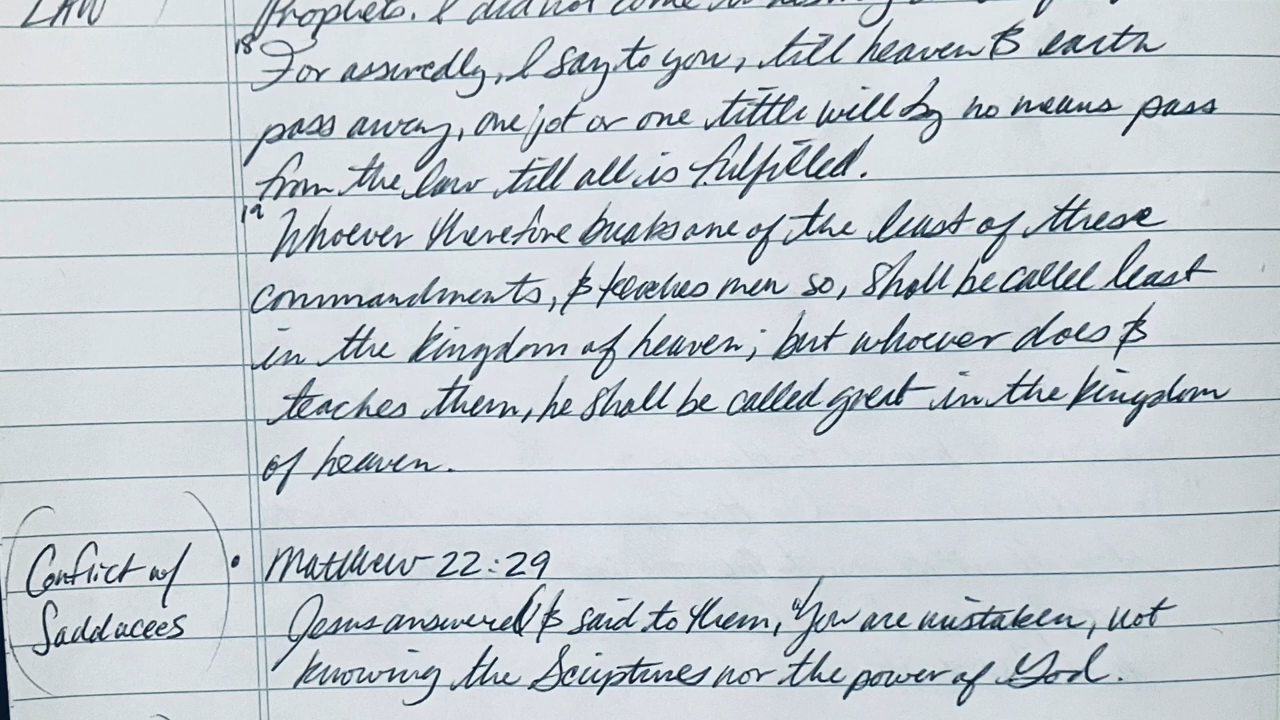 LAW
Prophets. I did not come
18 For assuredly, I say to you, till heaven & earth
pass away, one jot or one tittle will by no means pass
from the law till all is fulfilled.
19 Whoever therefore breaks one of the least of these
commandments, & teaches men so, shall be called least
in the kingdom of heaven; but whoever does &
teaches them, he shall be called great in the kingdom
of heaven.
Conflict w/
Saddacees
• Matthew 22:29
Jesus answered & said to them, "You are mistaken, not
knowing the Scriptures nor the power of God.